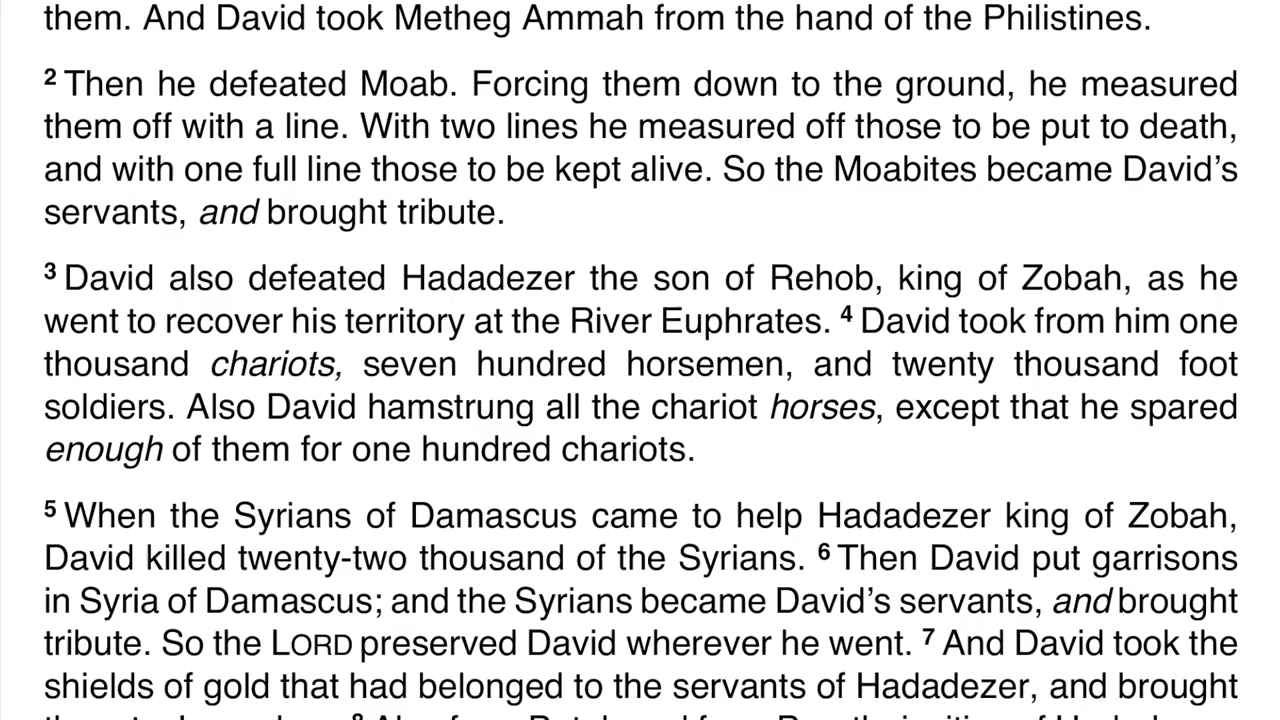 them. And David took Metheg Ammah from the hand of the Philistines.
2 Then he defeated Moab. Forcing them down to the ground, he measured
them off with a line. With two lines he measured off those to be put to death,
and with one full line those to be kept alive. So the Moabites became David’s
servants, and brought tribute.
3 David also defeated Hadadezer the son of Rehob, king of Zobah, as he
went to recover his territory at the River Euphrates. 4 David took from him one
thousand chariots, seven hundred horsemen, and twenty thousand foot
soldiers. Also David hamstrung all the chariot horses, except that he spared
enough of them for one hundred chariots.
5 When the Syrians of Damascus came to help Hadadezer king of Zobah,
David killed twenty-two thousand of the Syrians. 6 Then David put garrisons
in Syria of Damascus; and the Syrians became David’s servants, and brought
tribute. So the LORD preserved David wherever he went. 7 And David took the
shields of gold that had belonged to the servants of Hadadezer, and brought